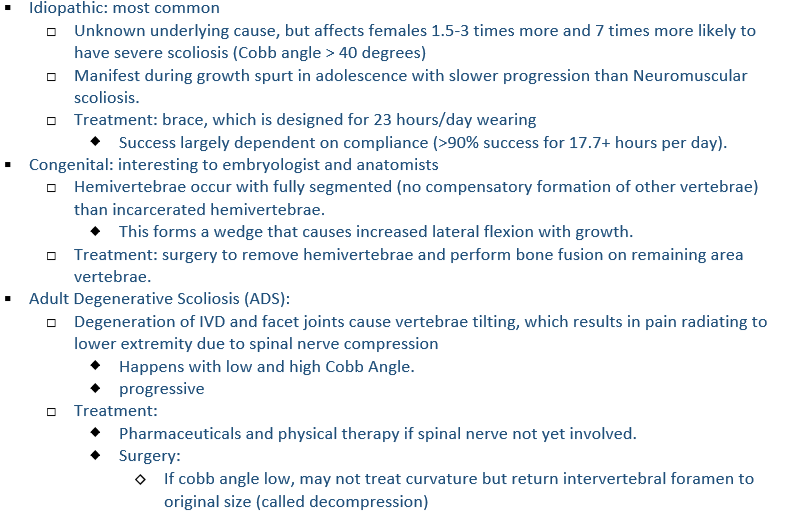 Idiopathic: most common
Unknown underlying cause, but affects females 1.5-3 times more and 7 times more likely to
have severe scoliosis (Cobb angle > 40 degrees)
Manifest during growth spurt in adolescence with slower progression than Neuromuscular
scoliosis.
Treatment: brace, which is designed for 23 hours/day wearing
Success largely dependent on compliance (>90% success for 17.7+ hours per day).
Congenital: interesting to embryologist and anatomists
Hemivertebrae occur with fully segmented (no compensatory formation of other vertebrae)
than incarcerated hemivertebrae.
This forms a wedge that causes increased lateral flexion with growth.
Treatment: surgery to remove hemivertebrae and perform bone fusion on remaining area
vertebrae.
Adult Degenerative Scoliosis (ADS):
Degeneration of IVD and facet joints cause vertebrae tilting, which results in pain radiating to
lower extremity due to spinal nerve compression
Happens with low and high Cobb Angle.
progressive
Treatment:
Pharmaceuticals and physical therapy if spinal nerve not yet involved.
Surgery:
If cobb angle low, may not treat curvature but return intervertebral foramen to
original size (called decompression)